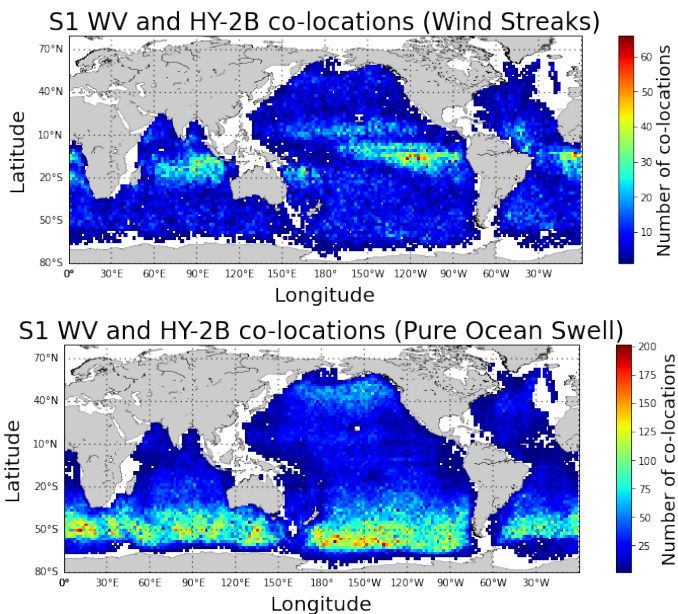 S1 WV and HY-2B co-locations (Wind Streaks)
70°N
40°N
10°N
20°S
50°S
80°S
Latitude
0° 30°E 60°E 90°E 120°E 150°E 180° 150°W 120°W 90°W 60°W 30°W
Longitude
60
50
40
30
20
10
Number of co-locations
S1 WV and HY-2B co-locations (Pure Ocean Swell)
70°N
40°N
10°N
20°S
50°S
80°S
Latitude
0° 30°E 60°E 90°E 120°E 150°E 180° 150°W 120°W 90°W 60°W 30°W
Longitude
200
175
150
125
100
75
50
25
Number of co-locations